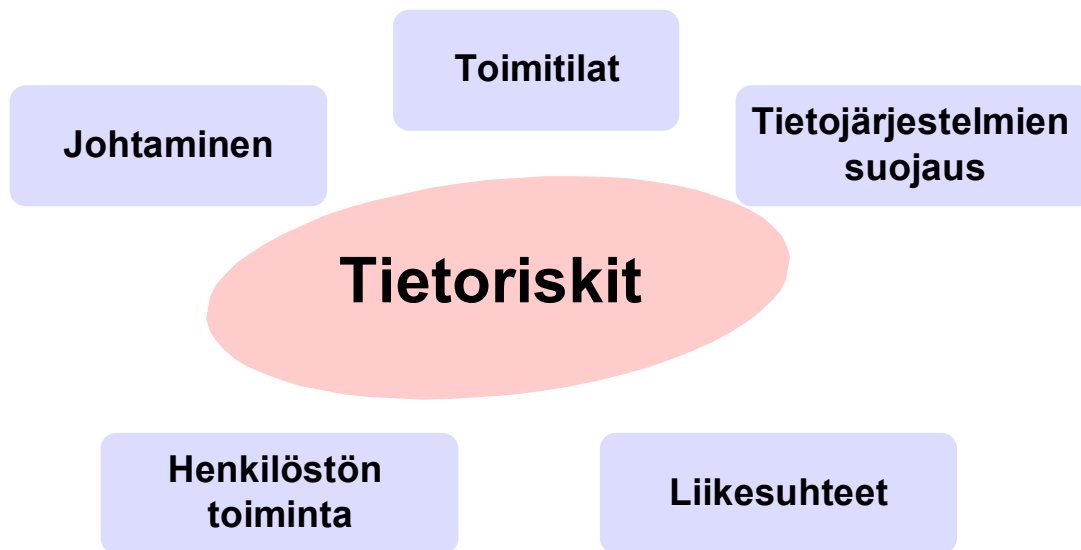 Toimitilat
Johtaminen
Tietojärjestelmien
suojaus
Tietoriskit
Henkilöstön
toiminta
Liikesuhteet